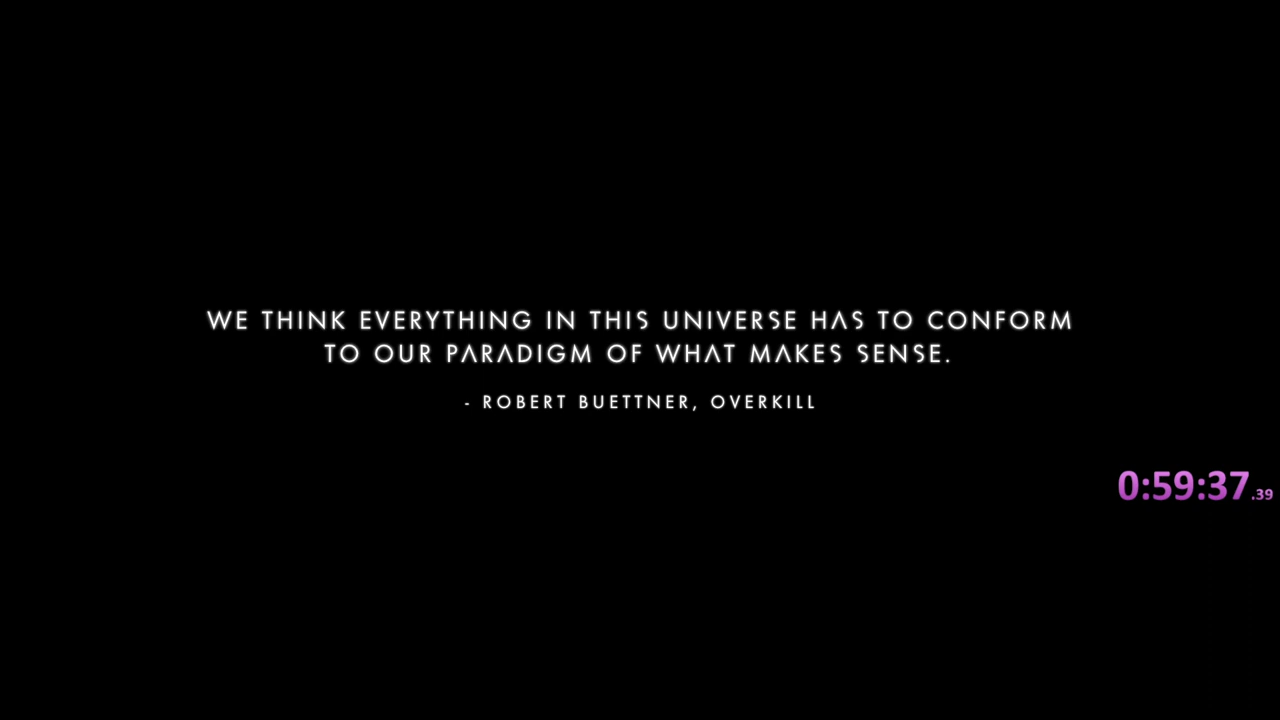 WE THINK EVERYTHING IN THIS UNIVERSE HAS TO CONFORM
TO OUR PARADIGM OF WHAT MAKES SENSE.
- ROBERT BUETTNER, OVERKILL
0:59:37.39